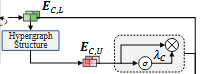 E_{C,L}
Hypergraph
Structure
E_{C,U}
λ_C
σ